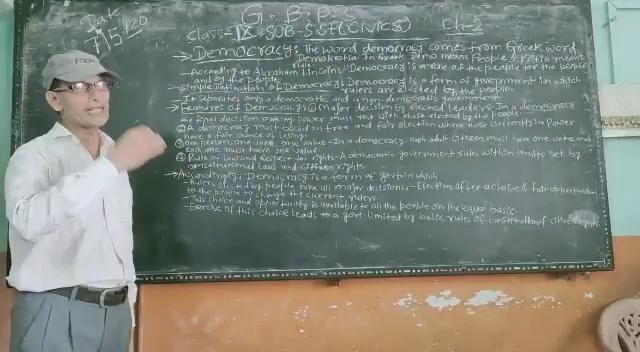 G. B. P. S
Date
7/5/20
Class-IX SUB-S.St (Civics) Ch-2
→ Democracy: The word democracy comes from Greek word
Demokratia. In Greek Demo means People & kratia means
rule.
→ According to Abraham Lincoln, "Democracy is a rule of the people for the people
and by the people.
Simple Definition of Democracy: Democracy is a form of government in which
rulers are elected by the people.
It separates only a democratic and a non democratic government.
→ Features of Democracy: ① major decision by elected leaders - In a democracy
the final decision making power must rest with those elected by the people.
② A democracy must based on free and fair election where those currently in Power
have a fair chance of losing
③ One person, one vote, one value - In a democracy, each adult citizen must have one vote and
each vote must have one value.
④ Rule of law and Respect for rights - A democratic government rules within limits set by
constitutional law and citizen rights.
→ Accordingly, Democracy is a form of govt in which
- Rulers elected by people take all major decisions, - Election offer a choice & fair opportunities
to the people to change the current rulers.
- This choice and opportunity is available to all the people on the equal basis.
- Exercise of this choice leads to a govt limited by basic rules of constitution & citizen rights